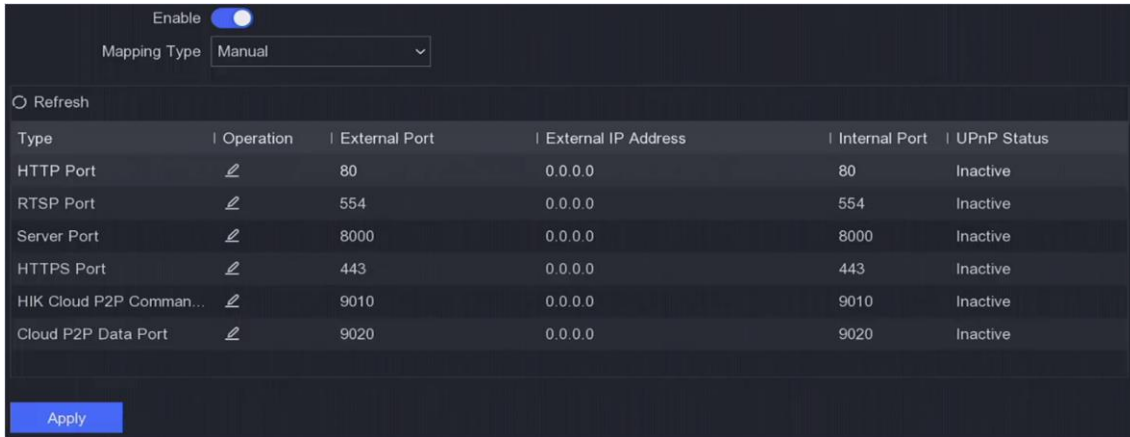 Enable
Mapping Type Manual
Refresh
Type Operation External Port External IP Address Internal Port UPnP Status
HTTP Port 80 0.0.0.0 80 Inactive
RTSP Port 554 0.0.0.0 554 Inactive
Server Port 8000 0.0.0.0 8000 Inactive
HTTPS Port 443 0.0.0.0 443 Inactive
HIK Cloud P2P Comman... 9010 0.0.0.0 9010 Inactive
Cloud P2P Data Port 9020 0.0.0.0 9020 Inactive
Apply